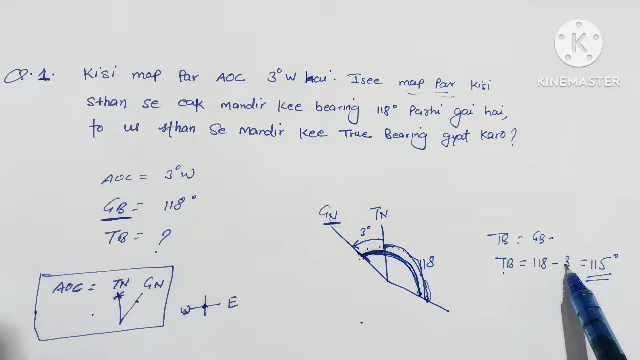 Q.1. Kisi map Par AOC 3° W hai. Isee map Par Kisi
Sthan se eak mandir Kee bearing 118° Parhi gai hai,
to us sthan Se Mandir Kee True Bearing gyat Karo?
KINEMASTER
AOC = 3° W
GB = 118°
TB = ?
GN TN
3°
118
TB = GB -
TB = 118 - 3 = 115°
AOC = TN GN
W E